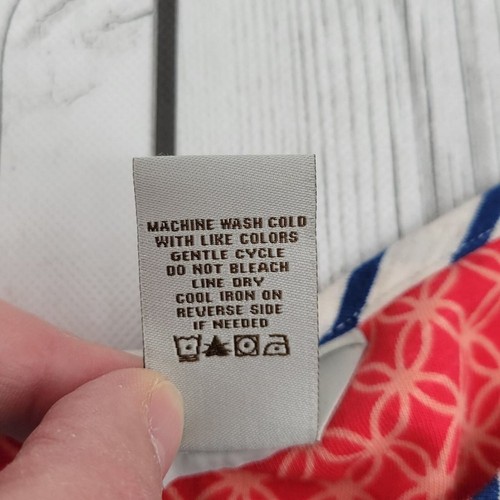 MACHINE WASH COLD
WITH LIKE COLORS
GENTLE CYCLE
DO NOT BLEACH
LINE DRY
COOL IRON ON
REVERSE SIDE
IF NEEDED